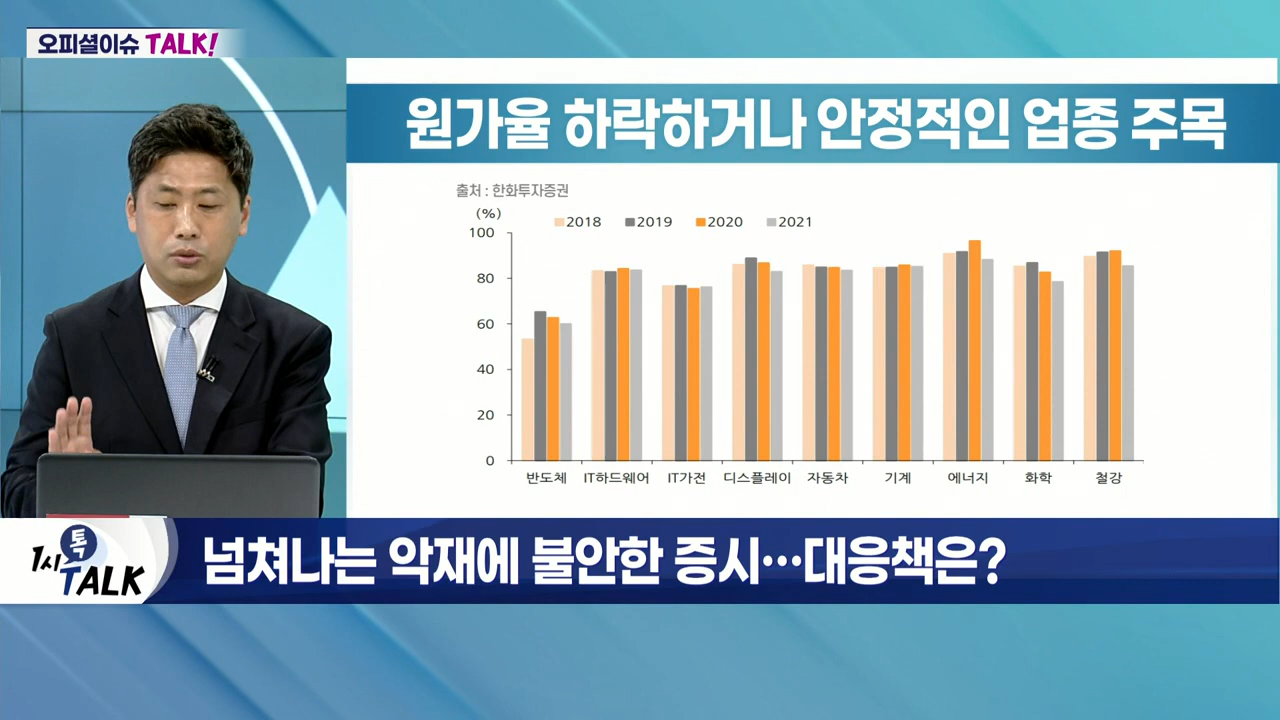 오피셜이슈 TALK!
원가율 하락하거나 안정적인 업종 주목
출처 : 한화투자증권
(%)
2018 2019 2020 2021
100
80
60
40
20
0
반도체 IT하드웨어 IT가전 디스플레이 자동차 기계 에너지 화학 철강
1시톡 TALK
넘쳐나는 악재에 불안한 증시…대응책은?